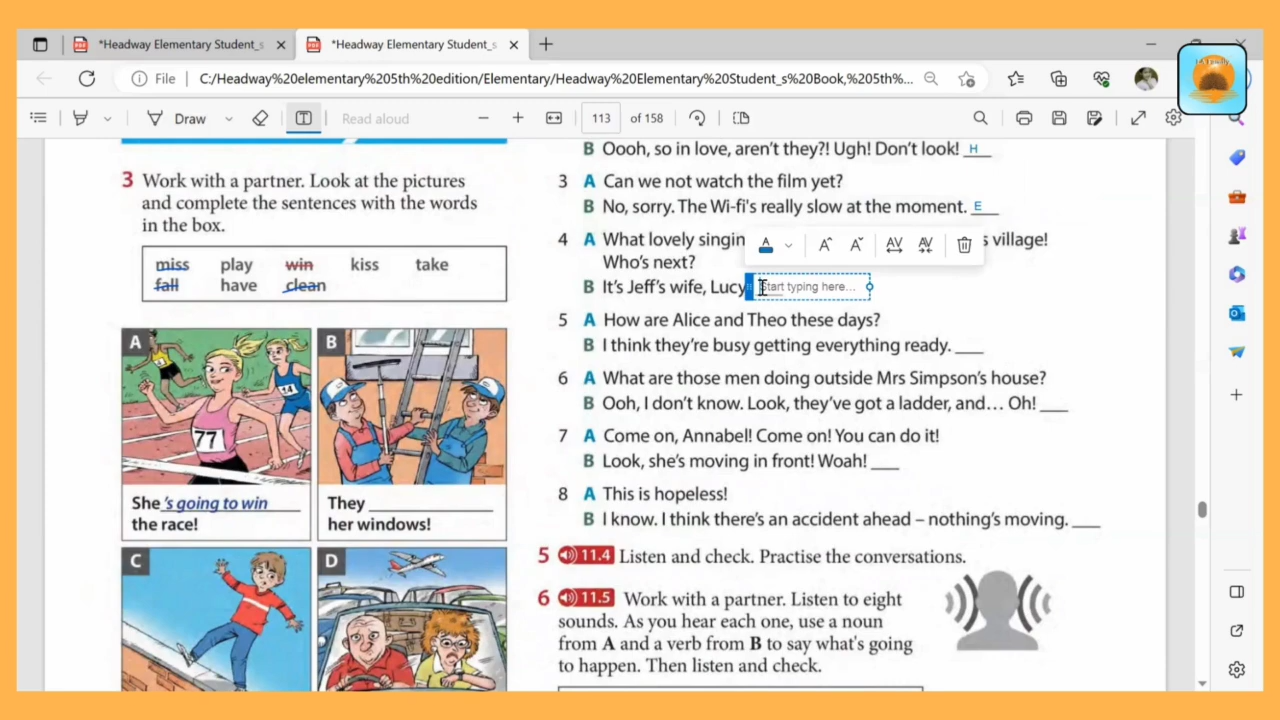 *Headway Elementary Student_s
*Headway Elementary Student_s
File
C:/Headway%20elementary%205th%20edition/Elementary/Headway%20Elementary%20Student_s%20Book,%205th%...
Draw
Read aloud
113
of 158
3 Work with a partner. Look at the pictures
and complete the sentences with the words
in the box.
miss play win kiss take
fall have clean
A
77
14
She 's going to win
the race!
B
They ___
her windows!
C
D
B Oooh, so in love, aren't they?! Ugh! Don't look! H
3 A Can we not watch the film yet?
B No, sorry. The Wi-fi's really slow at the moment. E
4 A What lovely singin s village!
Who's next?
B It's Jeff's wife, Lucy
Start typing here...
5 A How are Alice and Theo these days?
B I think they're busy getting everything ready. ___
6 A What are those men doing outside Mrs Simpson's house?
B Ooh, I don't know. Look, they've got a ladder, and… Oh! ___
7 A Come on, Annabel! Come on! You can do it!
B Look, she's moving in front! Woah! ___
8 A This is hopeless!
B I know. I think there's an accident ahead – nothing's moving. ___
5 11.4 Listen and check. Practise the conversations.
6 11.5 Work with a partner. Listen to eight
sounds. As you hear each one, use a noun
from A and a verb from B to say what's going
to happen. Then listen and check.